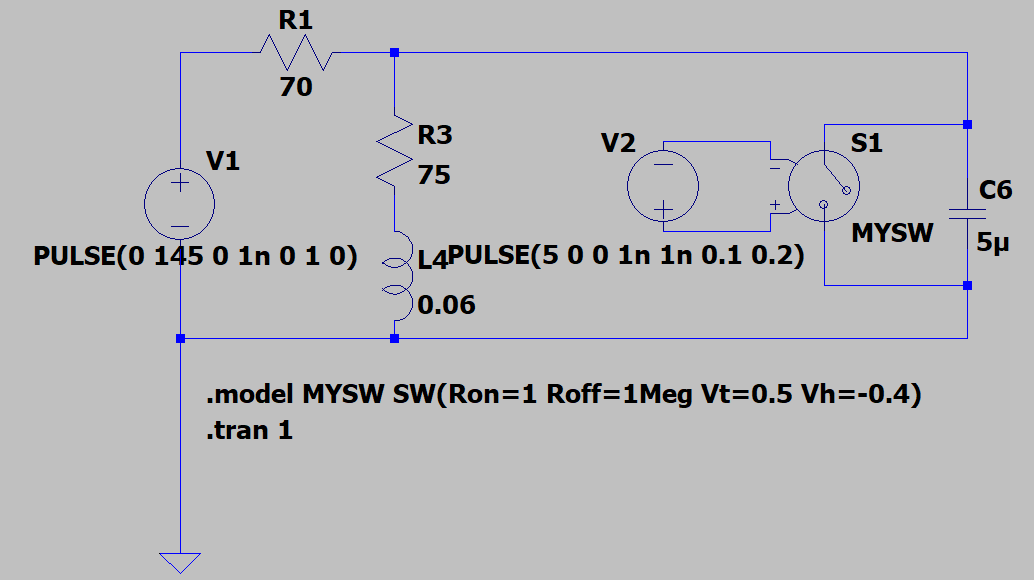 R1
70
R3
75
V1
PULSE(0 145 0 1n 0 1 0)
L4
0.06
V2
PULSE(5 0 0 1n 1n 0.1 0.2)
S1
MYSW
C6
5µ
.model MYSW SW(Ron=1 Roff=1Meg Vt=0.5 Vh=-0.4)
.tran 1